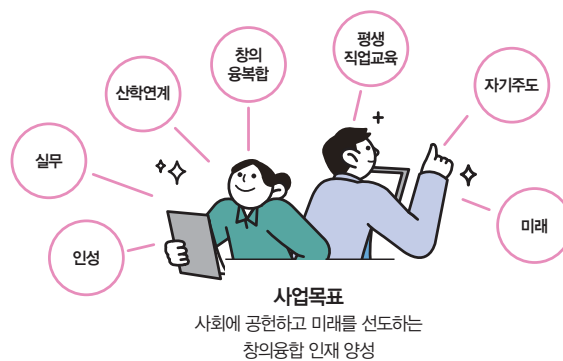 인성
실무
산학연계
창의
융복합
평생
직업교육
자기주도
미래
사업목표
사회에 공헌하고 미래를 선도하는
창의융합 인재 양성